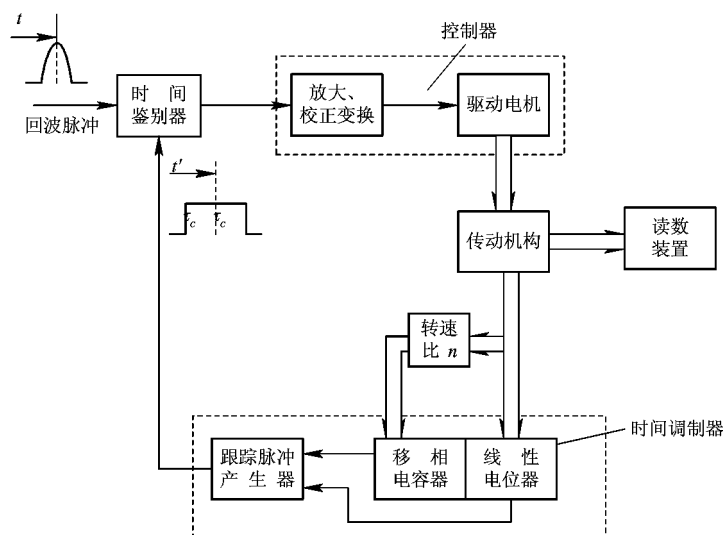 t
控制器
时 间
鉴别器
放大、
校正变换
驱动电机
回波脉冲
t′
τc τc
传动机构
读数
装置
转速
比 n
时间调制器
跟踪脉冲
产 生 器
移 相
电容器
线 性
电位器